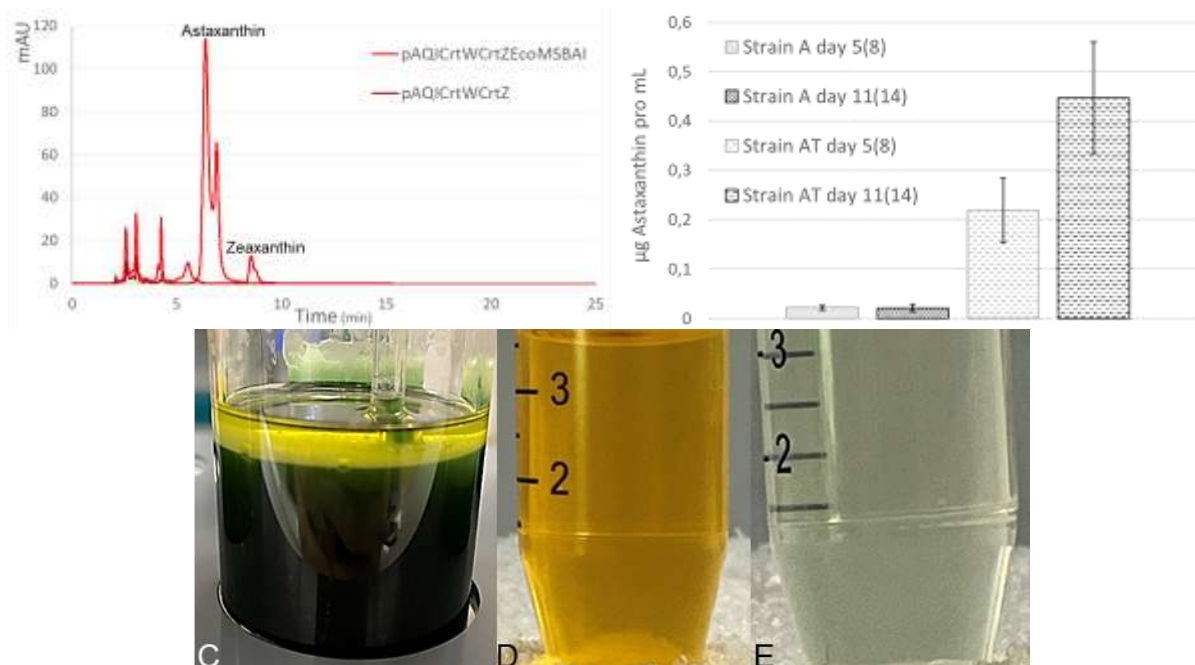 120
100
80
60
40
20
0
mAU
Astaxanthin
Zeaxanthin
pAQICrtWCrtZEcoMSBAI
pAQICrtWCrtZ
0 5 10 15 20 25
Time (min)
0,6
0,5
0,4
0,3
0,2
0,1
0
µg Astaxanthin pro mL
Strain A day 5(8)
Strain A day 11(14)
Strain AT day 5(8)
Strain AT day 11(14)
C
3
2
D
3
2
E